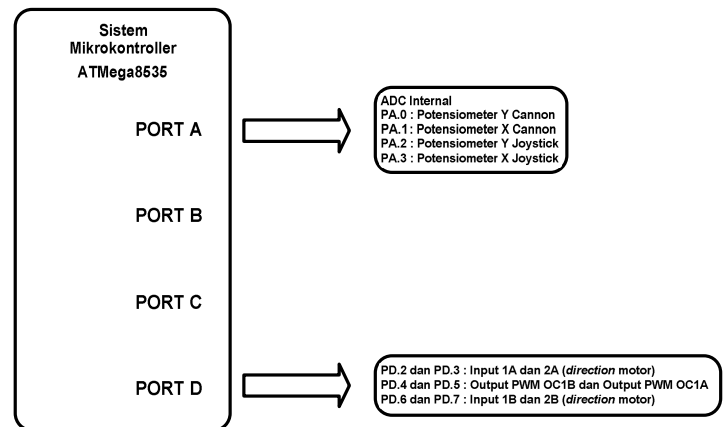 Sistem
Mikrokontroller
ATMega8535
PORT A
ADC Internal
PA.0 : Potensiometer Y Cannon
PA.1: Potensiometer X Cannon
PA.2 : Potensiometer Y Joystick
PA.3 : Potensiometer X Joystick
PORT B
PORT C
PORT D
PD.2 dan PD.3 : Input 1A dan 2A (direction motor)
PD.4 dan PD.5 : Output PWM OC1B dan Output PWM OC1A
PD.6 dan PD.7 : Input 1B dan 2B (direction motor)